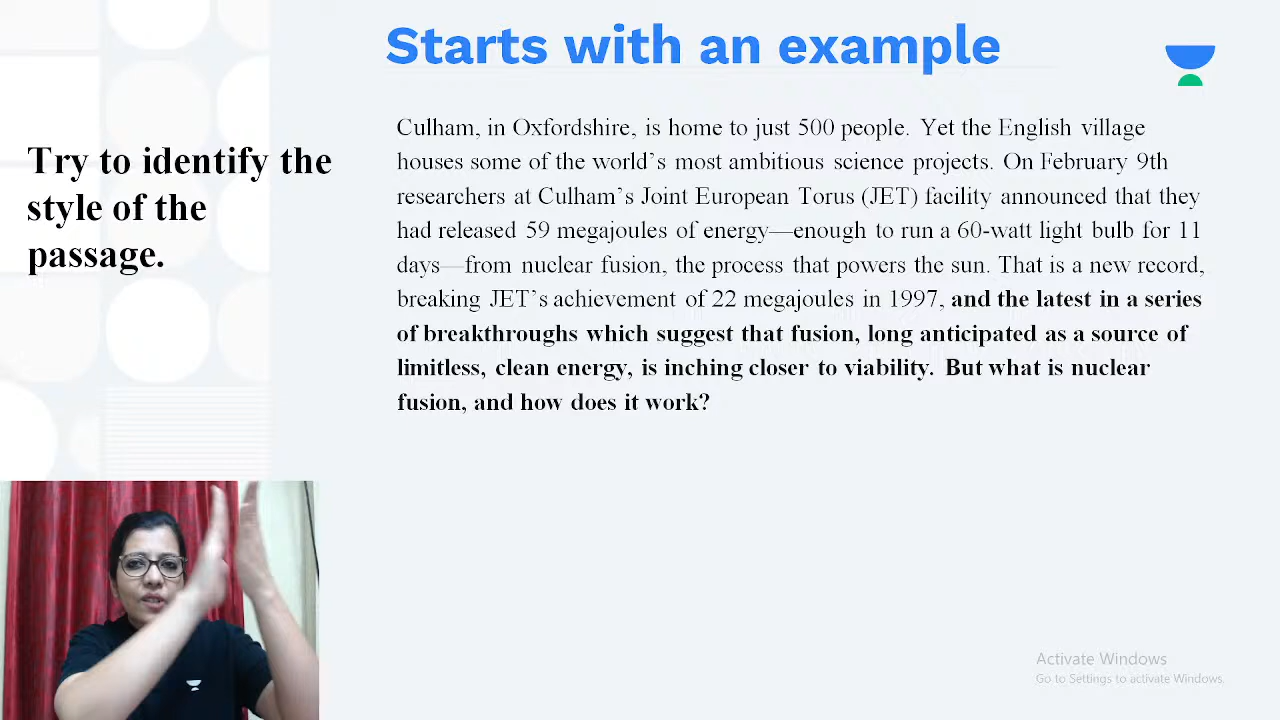 Starts with an example
Try to identify the
style of the
passage.
Culham, in Oxfordshire, is home to just 500 people. Yet the English village
houses some of the world's most ambitious science projects. On February 9th
researchers at Culham's Joint European Torus (JET) facility announced that they
had released 59 megajoules of energy—enough to run a 60-watt light bulb for 11
days—from nuclear fusion, the process that powers the sun. That is a new record,
breaking JET's achievement of 22 megajoules in 1997, and the latest in a series
of breakthroughs which suggest that fusion, long anticipated as a source of
limitless, clean energy, is inching closer to viability. But what is nuclear
fusion, and how does it work?
Activate Windows
Go to Settings to activate Windows.